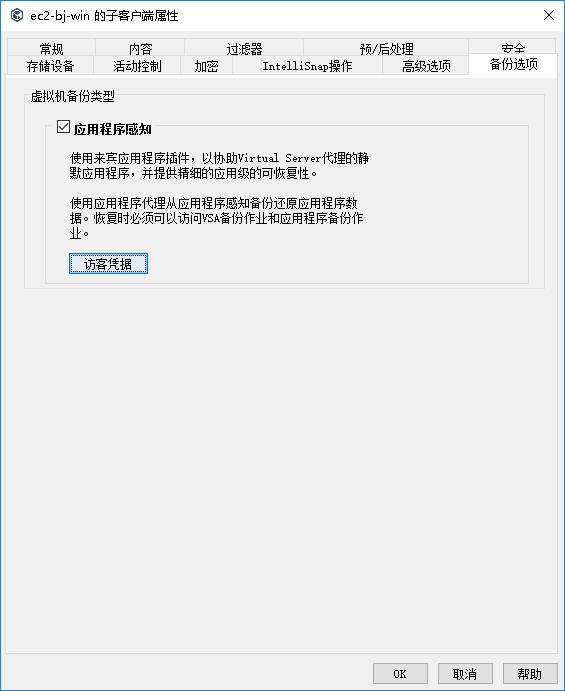 ec2-bj-win 的子客户端属性
常规 内容 过滤器 预/后处理 安全
存储设备 活动控制 加密 IntelliSnap操作 高级选项 备份选项
虚拟机备份类型
应用程序感知
使用来宾应用程序插件，以协助Virtual Server代理的静
默应用程序，并提供精细的应用级的可恢复性。
使用应用程序代理从应用程序感知备份还原应用程序数
据。恢复时必须可以访问VSA备份作业和应用程序备份作
业。
访客凭据
OK 取消 帮助